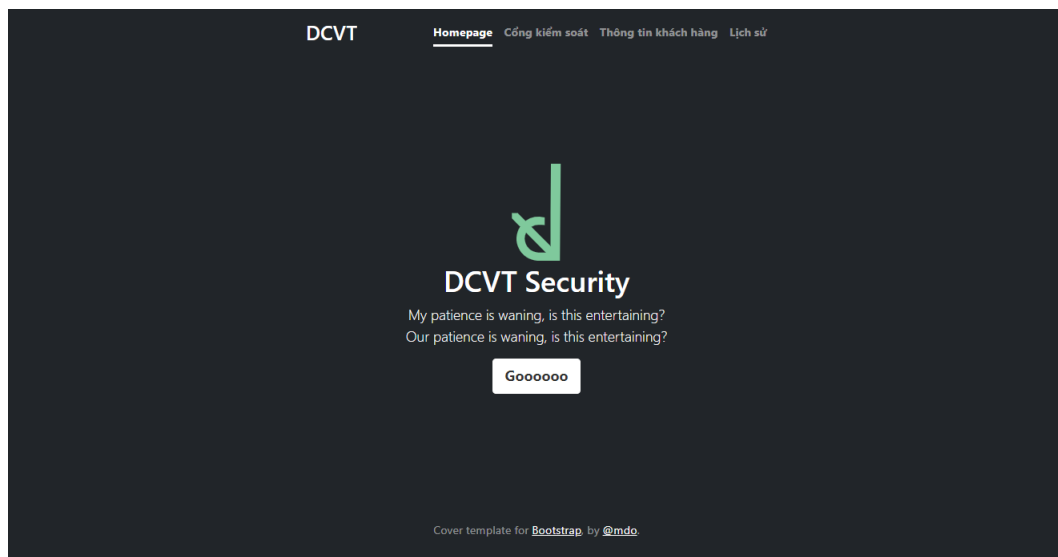 DCVT
Homepage Cổng kiểm soát Thông tin khách hàng Lịch sử
DCVT Security
My patience is waning, is this entertaining?
Our patience is waning, is this entertaining?
Goooooo
Cover template for Bootstrap, by @mdo.